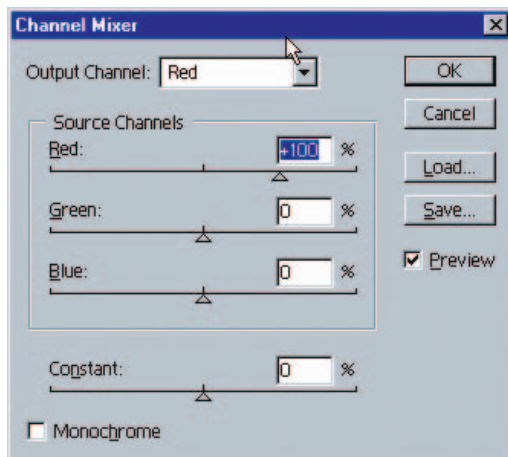 Channel Mixer
Output Channel: Red
OK
Cancel
Load...
Save...
Preview
Source Channels
Red: +100 %
Green: 0 %
Blue: 0 %
Constant: 0 %
Monochrome